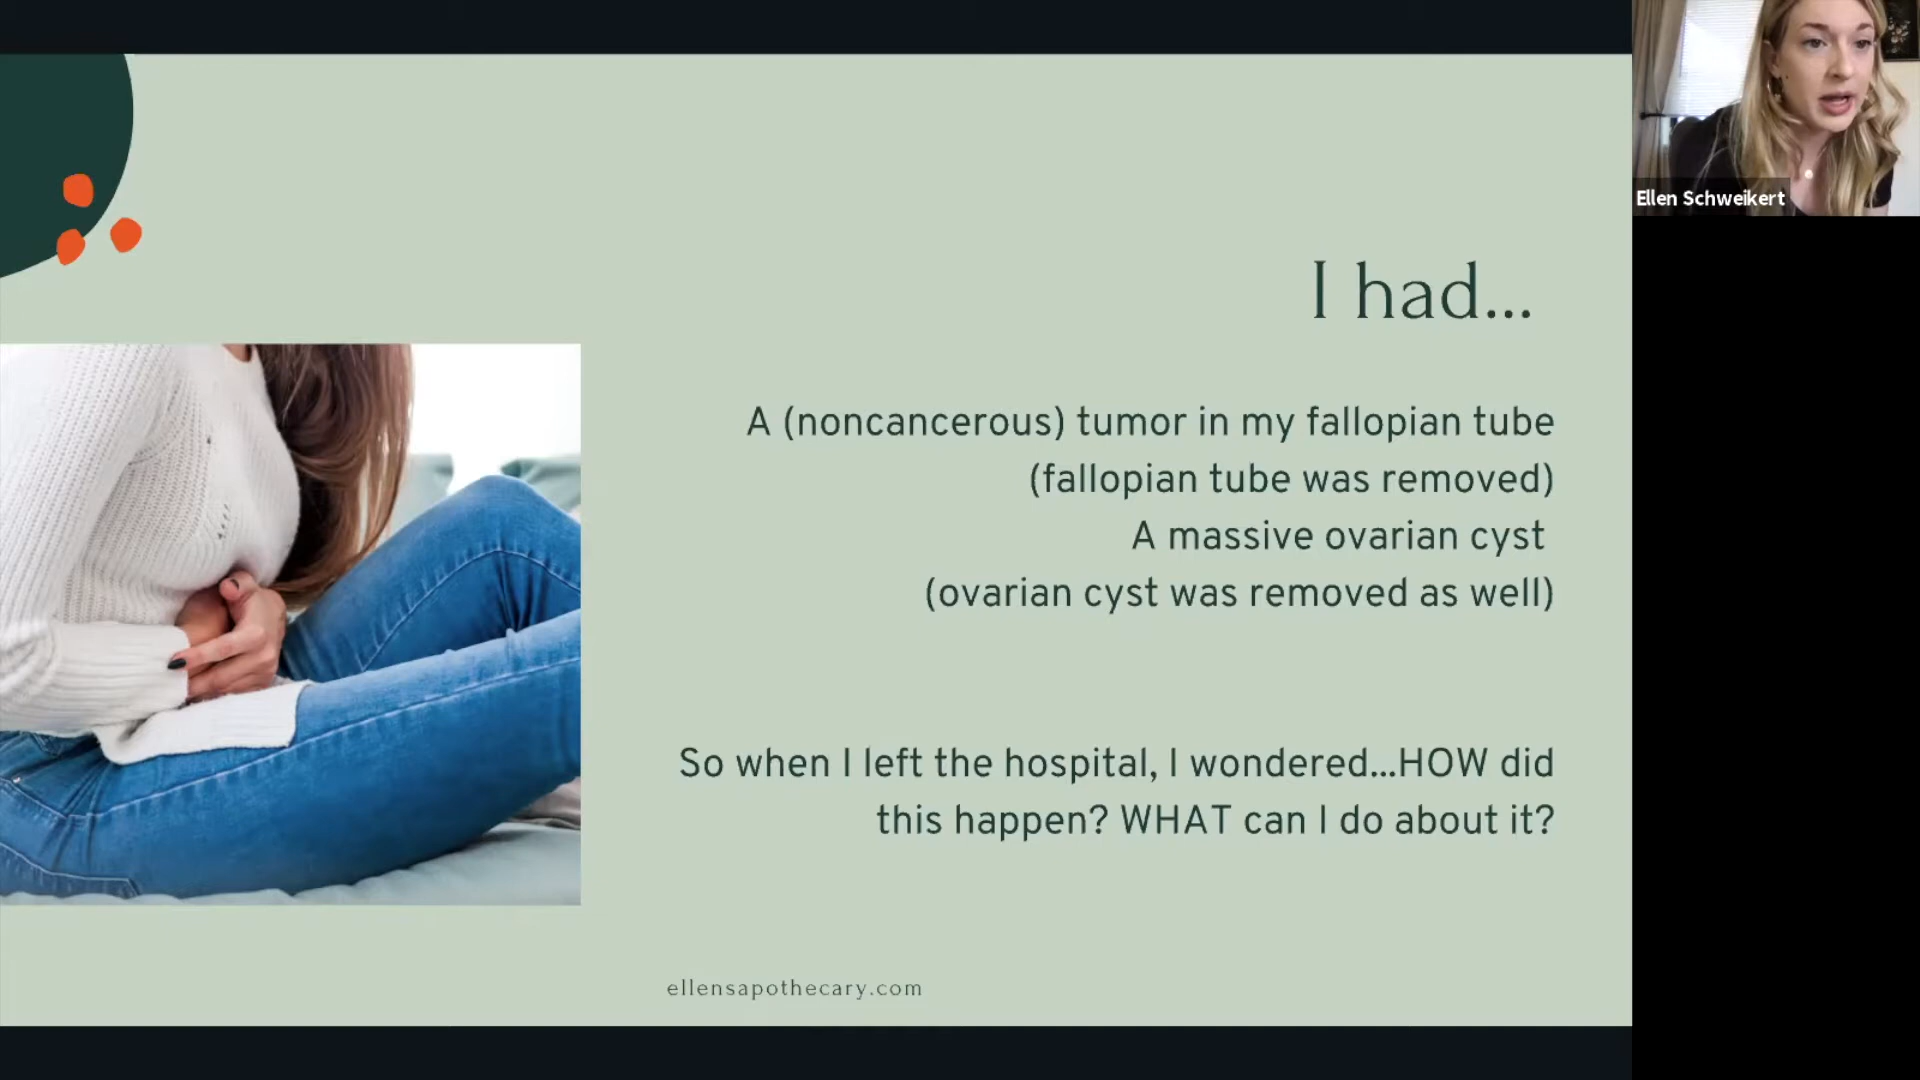 Ellen Schweikert
I had...
A (noncancerous) tumor in my fallopian tube
(fallopian tube was removed)
A massive ovarian cyst
(ovarian cyst was removed as well)
So when I left the hospital, I wondered...HOW did
this happen? WHAT can I do about it?
ellensapothecary.com